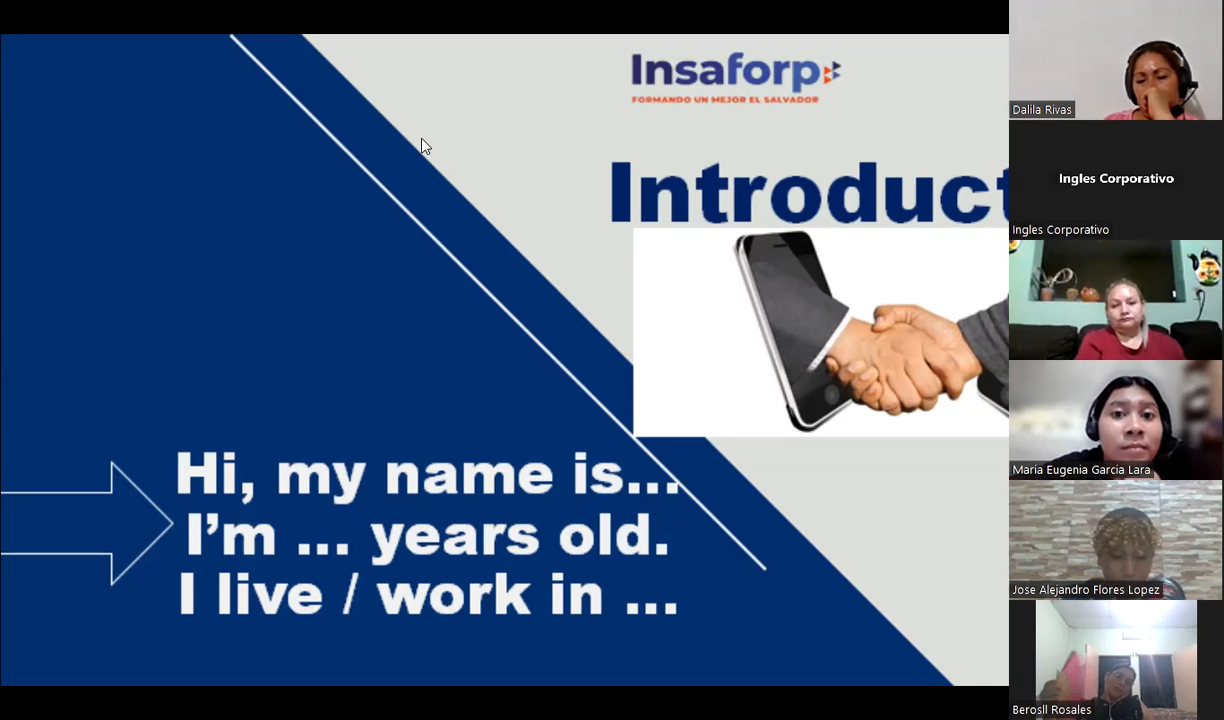 Insaforp
FORMANDO UN MEJOR EL SALVADOR
Introduct
Hi, my name is...
I'm ... years old.
I live / work in ...
Dalila Rivas
Ingles Corporativo
Ingles Corporativo
Maria Eugenia Garcia Lara
Jose Alejandro Flores Lopez
Berosll Rosales